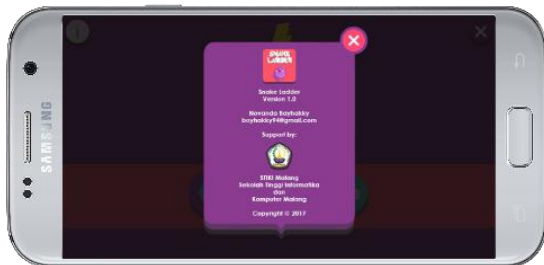 SAMSUNG
SNAKE
LADDER
Snake Ladder
Version 1.0
Novanda Bayhakky
bayhakky94@gmail.com
Support by:
STIKI Malang
Sekolah Tinggi Informatika
dan
Komputer Malang
Copyright © 2017